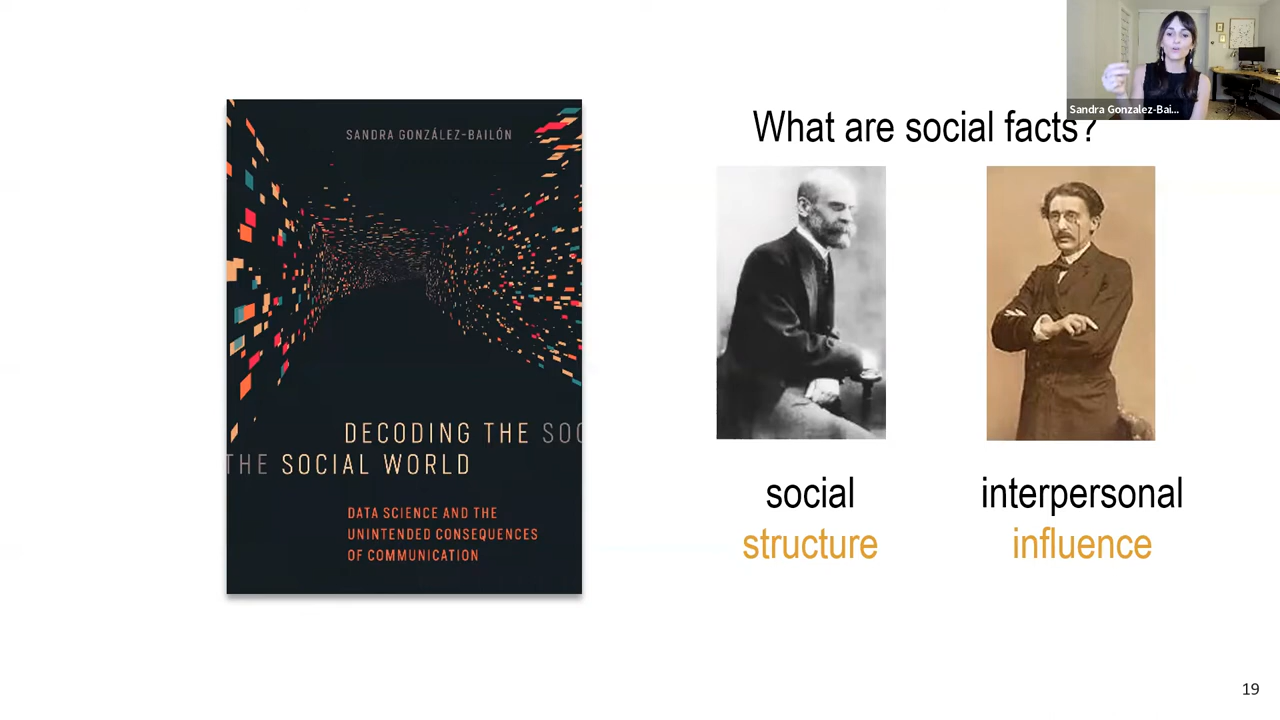 Sandra Gonzalez-Bai...
SANDRA GONZÁLEZ-BAILÓN
What are social facts?
DECODING THE SOC
THE SOCIAL WORLD
DATA SCIENCE AND THE
UNINTENDED CONSEQUENCES
OF COMMUNICATION
social
structure
interpersonal
influence
19